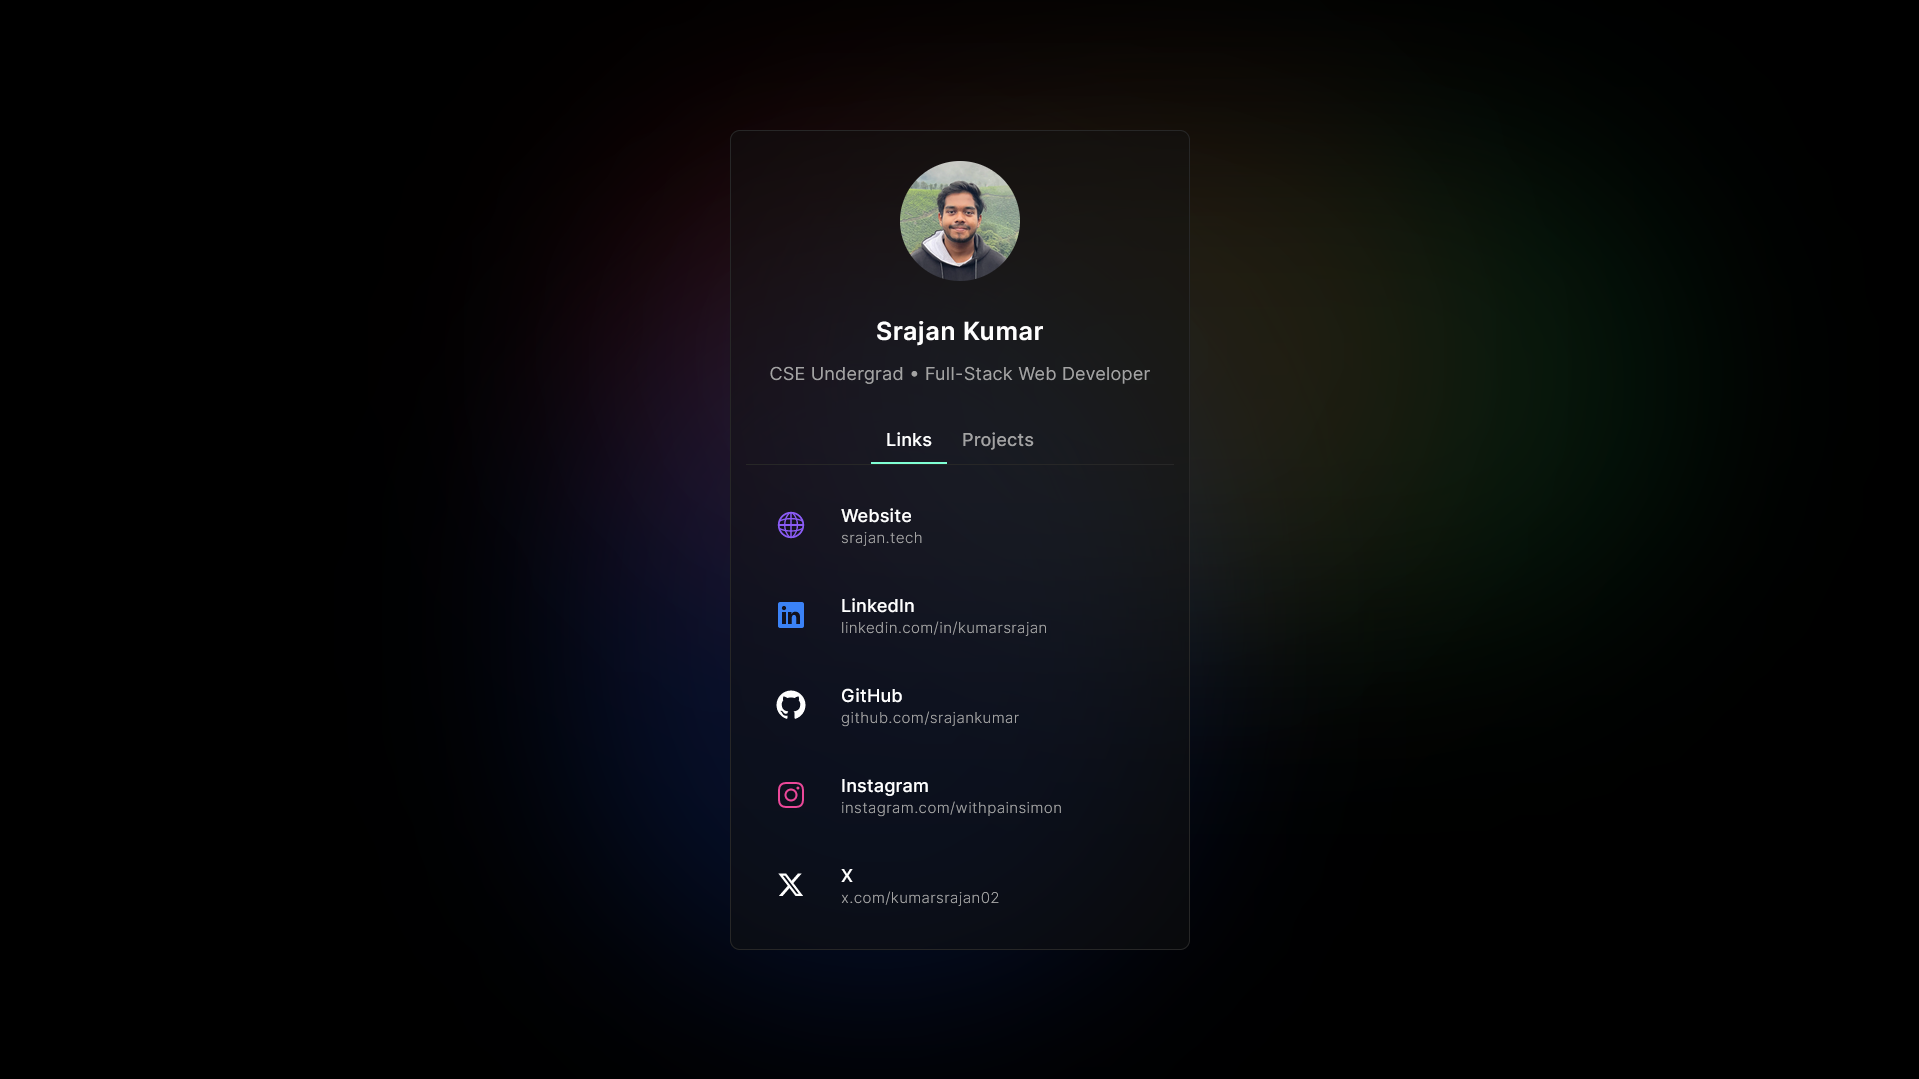 Srajan Kumar
CSE Undergrad • Full-Stack Web Developer
Links Projects
Website
srajan.tech
LinkedIn
linkedin.com/in/kumarsrajan
GitHub
github.com/srajankumar
Instagram
instagram.com/withpainsimon
X
x.com/kumarsrajan02